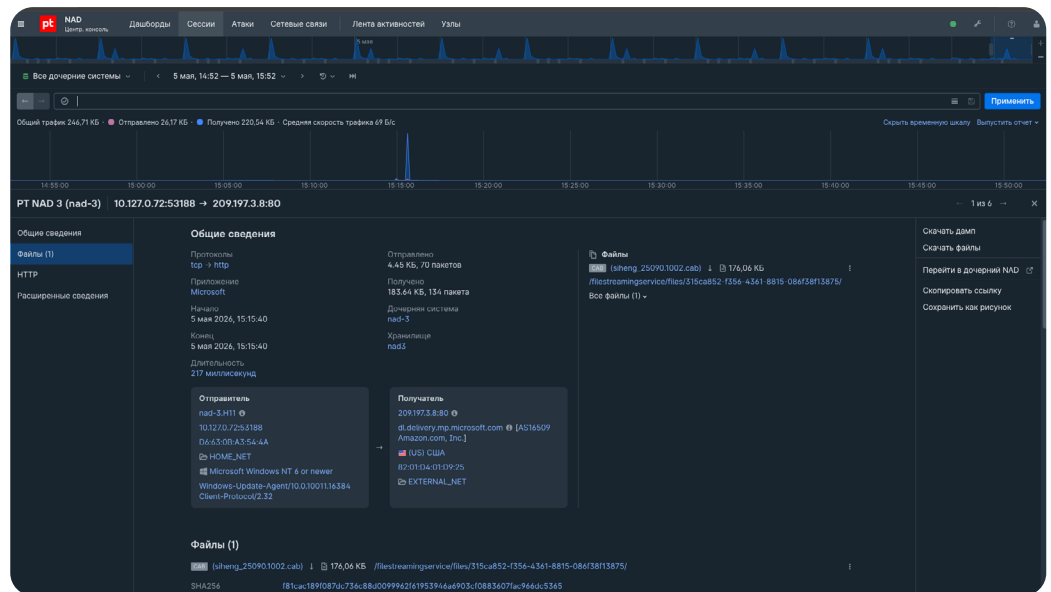 pt NAD Дашборды Сессии Атаки Сетевые связи Лента активностей Узлы
Центр. консоль
5 мая
Все дочерние системы 5 мая, 14:52 — 5 мая, 15:52
Применить
Общий трафик 246,71 КБ · Отправлено 26,17 КБ · Получено 220,54 КБ · Средняя скорость трафика 69 Б/с Скрыть временную шкалу Выпустить отчет
14:55:00 15:00:00 15:05:00 15:10:00 15:15:00 15:20:00 15:25:00 15:30:00 15:35:00 15:40:00 15:45:00 15:50:00
PT NAD 3 (nad-3) 10.127.0.72:53188 → 209.197.3.8:80 ← 1 из 6 →
Общие сведения
Файлы (1)
HTTP
Расширенные сведения
Общие сведения
Протоколы
tcp → http
Приложение
Microsoft
Начало
5 мая 2026, 15:15:40
Конец
5 мая 2026, 15:15:40
Длительность
217 миллисекунд
Отправлено
4.45 КБ, 70 пакетов
Получено
183.64 КБ, 134 пакета
Дочерняя система
nad-3
Хранилище
nad3
Файлы
CAB (siheng_25090.1002.cab) ↓ 176,06 КБ
/filestreamingservice/files/315ca852-f356-4361-8815-086f38f13875/
Все файлы (1)
Скачать дамп
Скачать файлы
Перейти в дочерний NAD
Скопировать ссылку
Сохранить как рисунок
Отправитель
nad-3.H11
10.127.0.72:53188
D6:63:0B:A3:54:4A
HOME_NET
Microsoft Windows NT 6 or newer
Windows-Update-Agent/10.0.10011.16384
Client-Protocol/2.32
→
Получатель
209.197.3.8:80
dl.delivery.mp.microsoft.com [AS16509
Amazon.com, Inc.]
(US) США
82:01:D4:01:D9:25
EXTERNAL_NET
Файлы (1)
CAB (siheng_25090.1002.cab) ↓ 176,06 КБ /filestreamingservice/files/315ca852-f356-4361-8815-086f38f13875/
SHA256 f81cac189f087dc736c88d0099962f61953946a6903cf0883607fac966dc5365